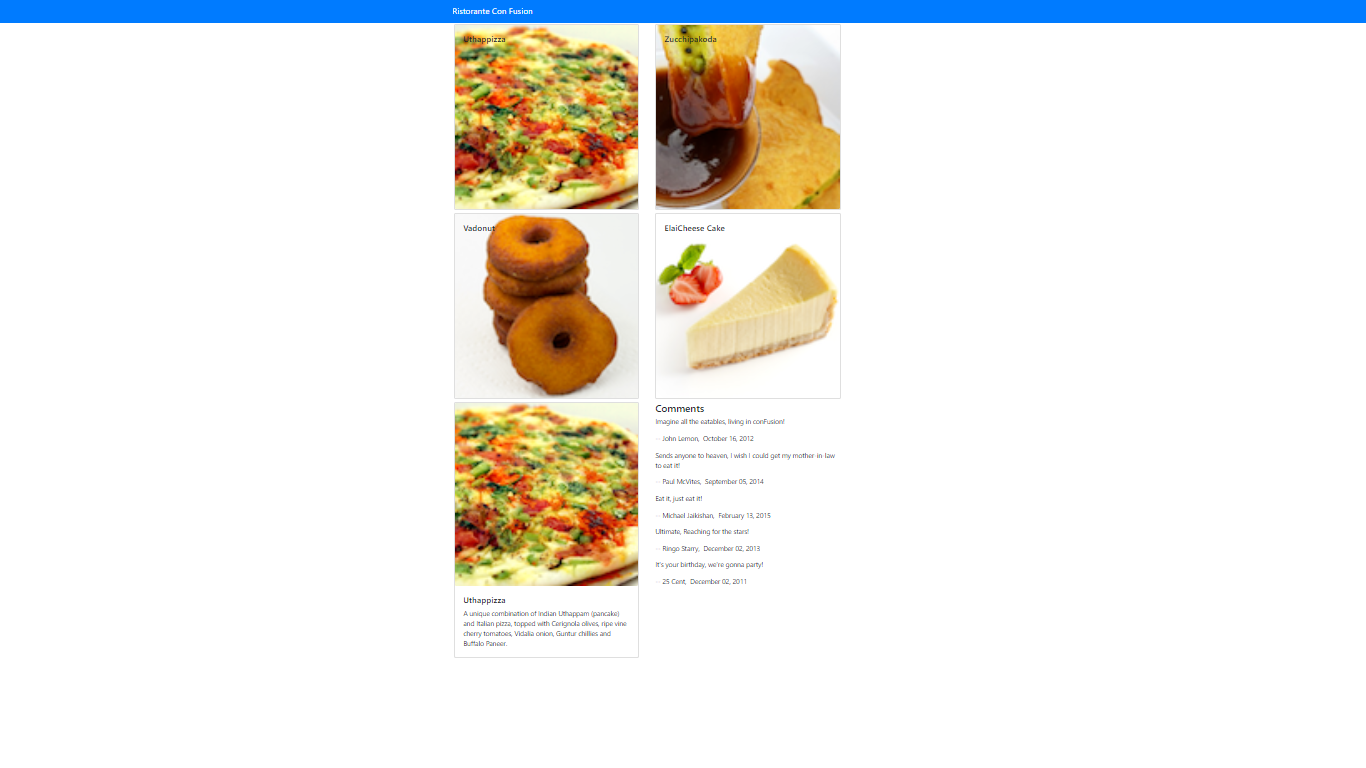 Ristorante Con Fusion
Uthappizza
Zucchipakoda
Vadonut
ElaiCheese Cake
Uthappizza
A unique combination of Indian Uthappam (pancake)
and Italian pizza, topped with Cerignola olives, ripe vine
cherry tomatoes, Vidalia onion, Guntur chillies and
Buffalo Paneer.
Comments
Imagine all the eatables, living in conFusion!
-- John Lemon, October 16, 2012
Sends anyone to heaven, I wish I could get my mother-in-law
to eat it!
-- Paul McVites, September 05, 2014
Eat it, just eat it!
-- Michael Jaikishan, February 13, 2015
Ultimate, Reaching for the stars!
-- Ringo Starry, December 02, 2013
It's your birthday, we're gonna party!
-- 25 Cent, December 02, 2011